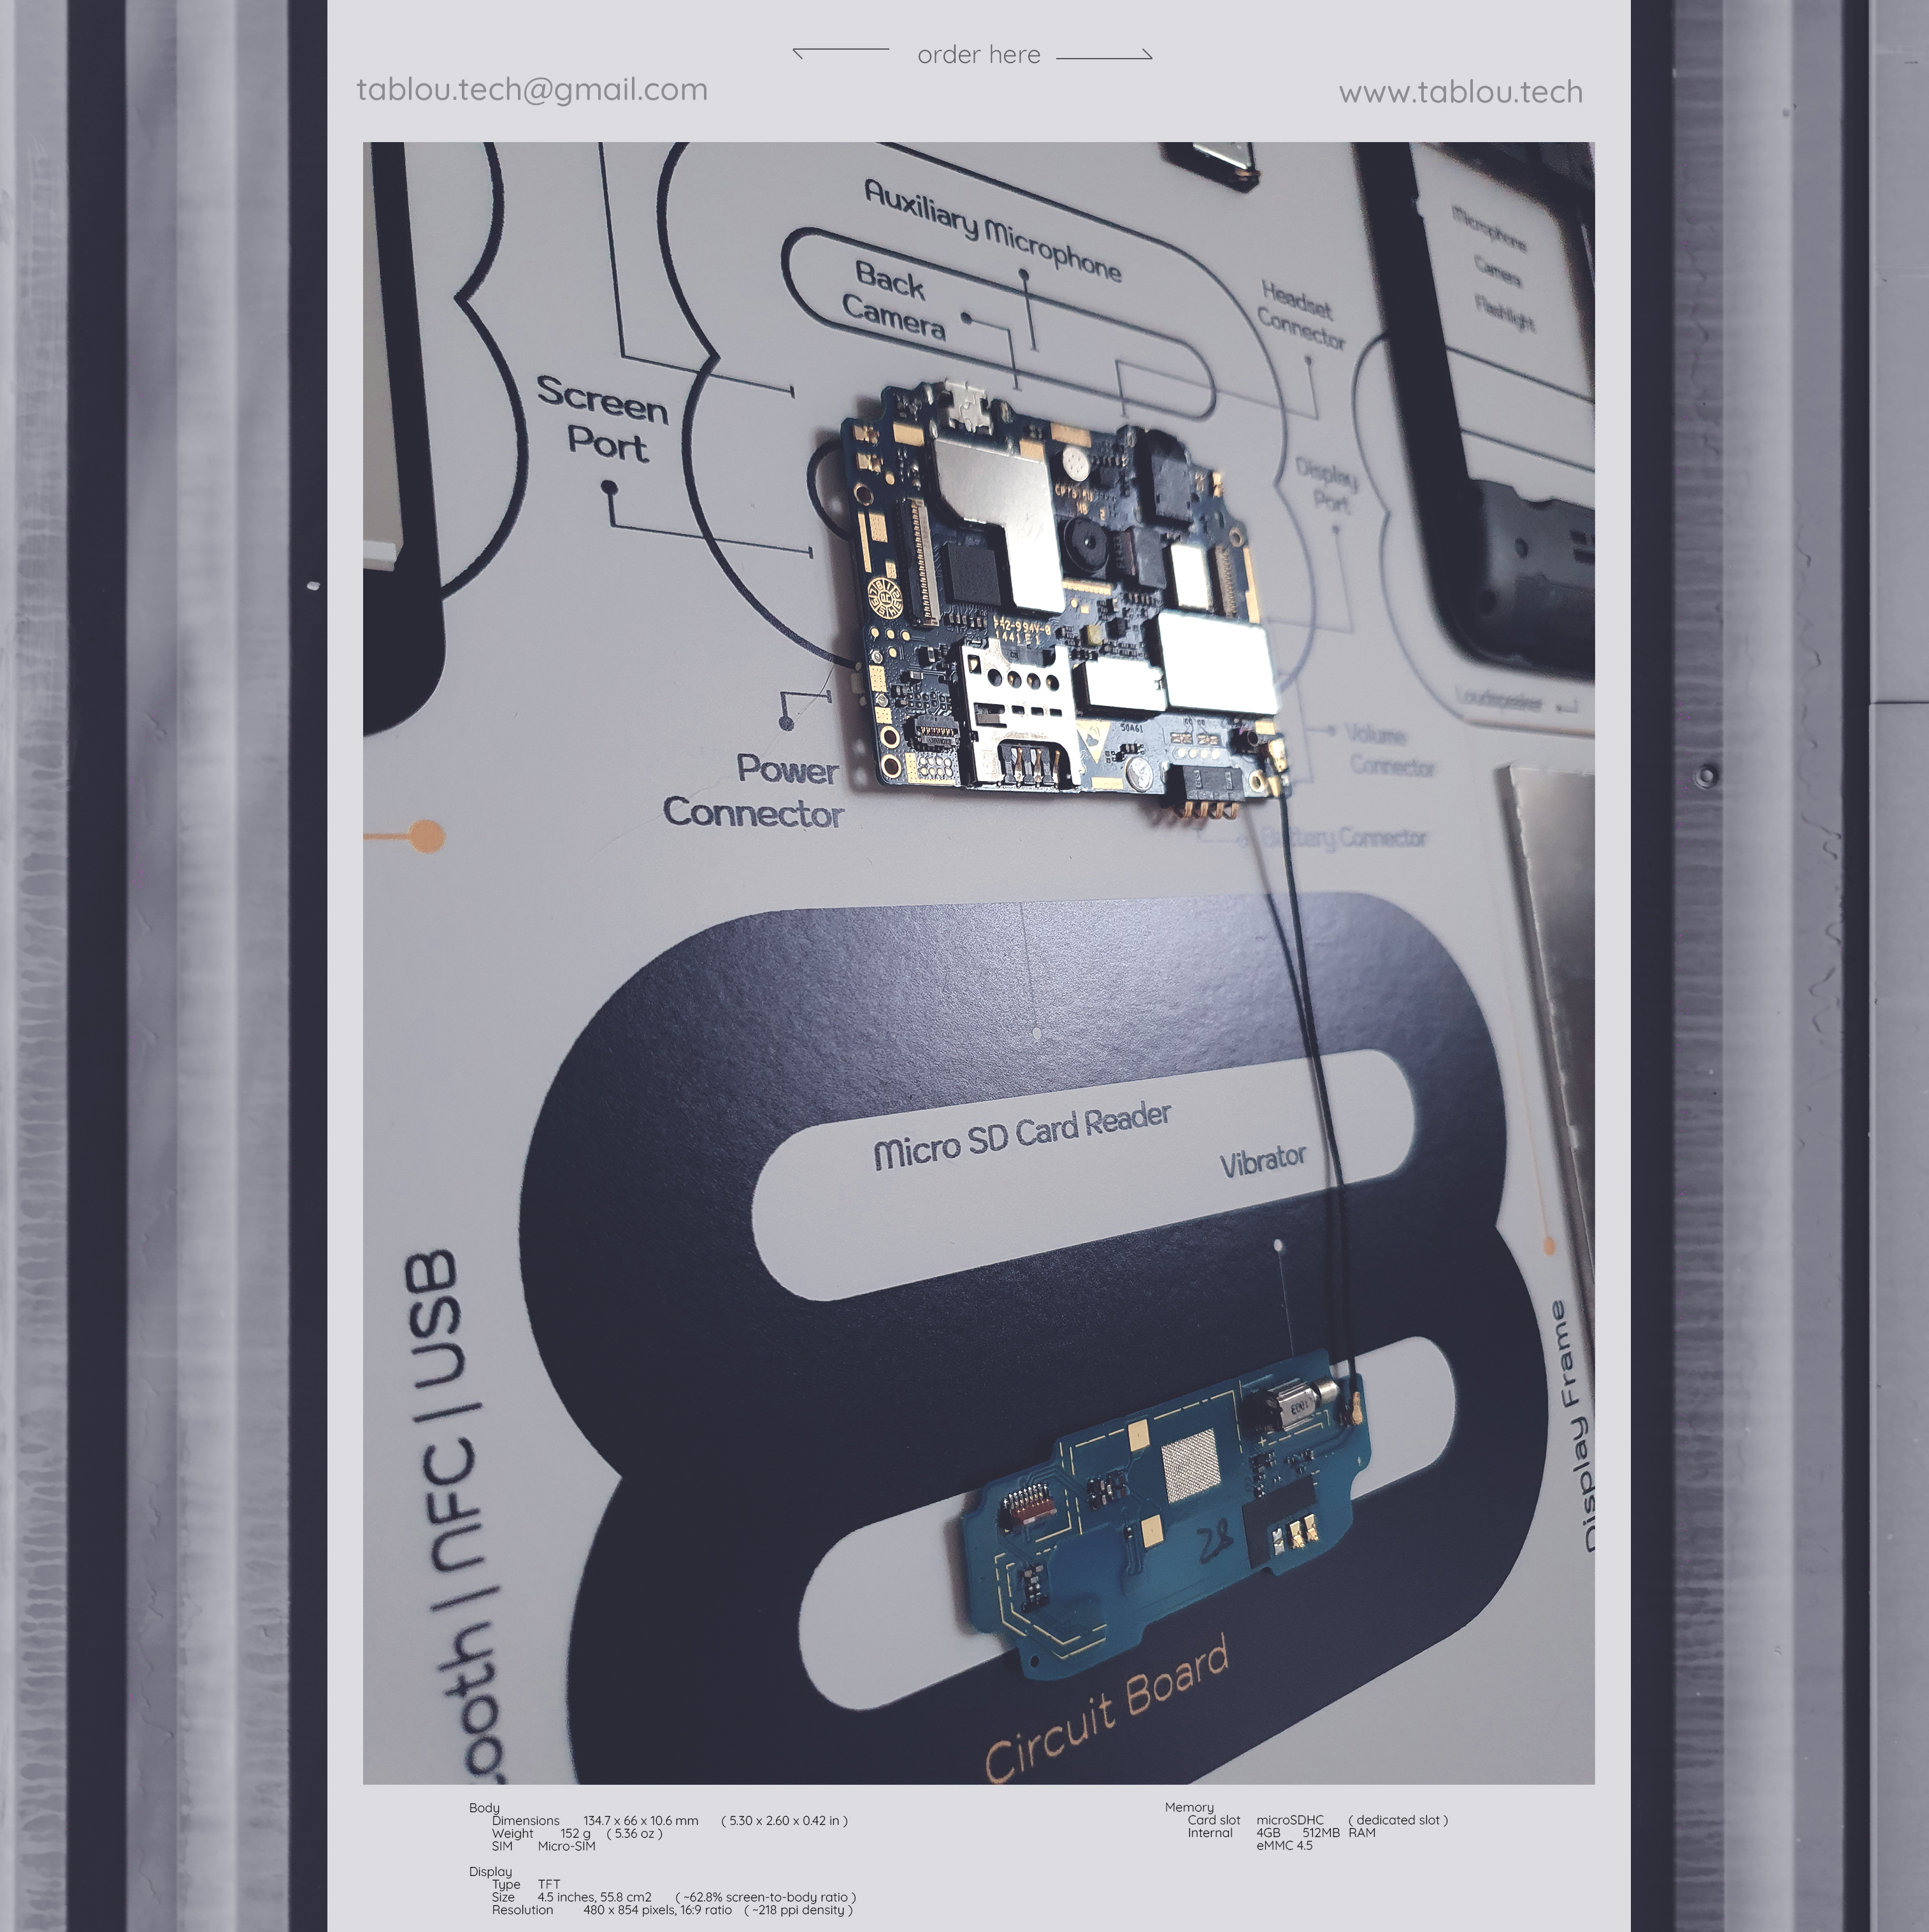 order here
tablou.tech@gmail.com
www.tablou.tech
Auxiliary Microphone
Back
Camera
Headset
Connector
Microphone
Camera
Flashlight
Screen
Port
Display
Port
Loudspeaker
Power
Connector
Volume
Connector
Battery Connector
50A61
Micro SD Card Reader
Vibrator
ooth | NFC | USB
Display Frame
28
Circuit Board
Body
Dimensions 134.7 x 66 x 10.6 mm ( 5.30 x 2.60 x 0.42 in )
Weight 152 g ( 5.36 oz )
SIM Micro-SIM
Display
Type TFT
Size 4.5 inches, 55.8 cm2 ( ~62.8% screen-to-body ratio )
Resolution 480 x 854 pixels, 16:9 ratio ( ~218 ppi density )
Memory
Card slot microSDHC ( dedicated slot )
Internal 4GB 512MB RAM
eMMC 4.5